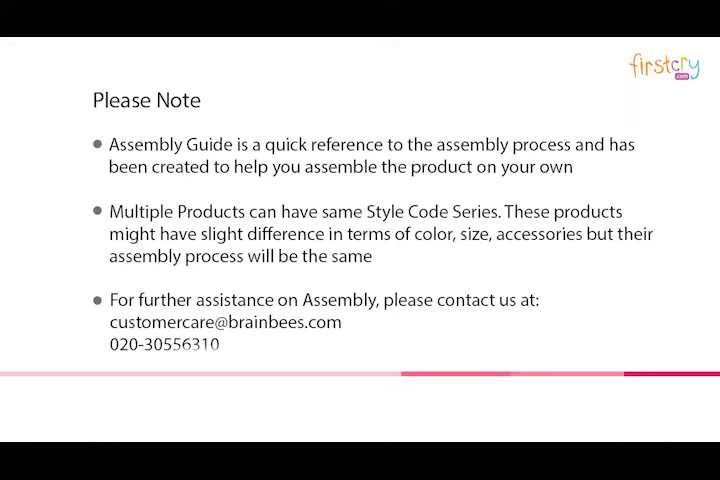 firstcry
.com
Please Note
Assembly Guide is a quick reference to the assembly process and has
been created to help you assemble the product on your own
Multiple Products can have same Style Code Series. These products
might have slight difference in terms of color, size, accessories but their
assembly process will be the same
For further assistance on Assembly, please contact us at:
customercare@brainbees.com
020-30556310